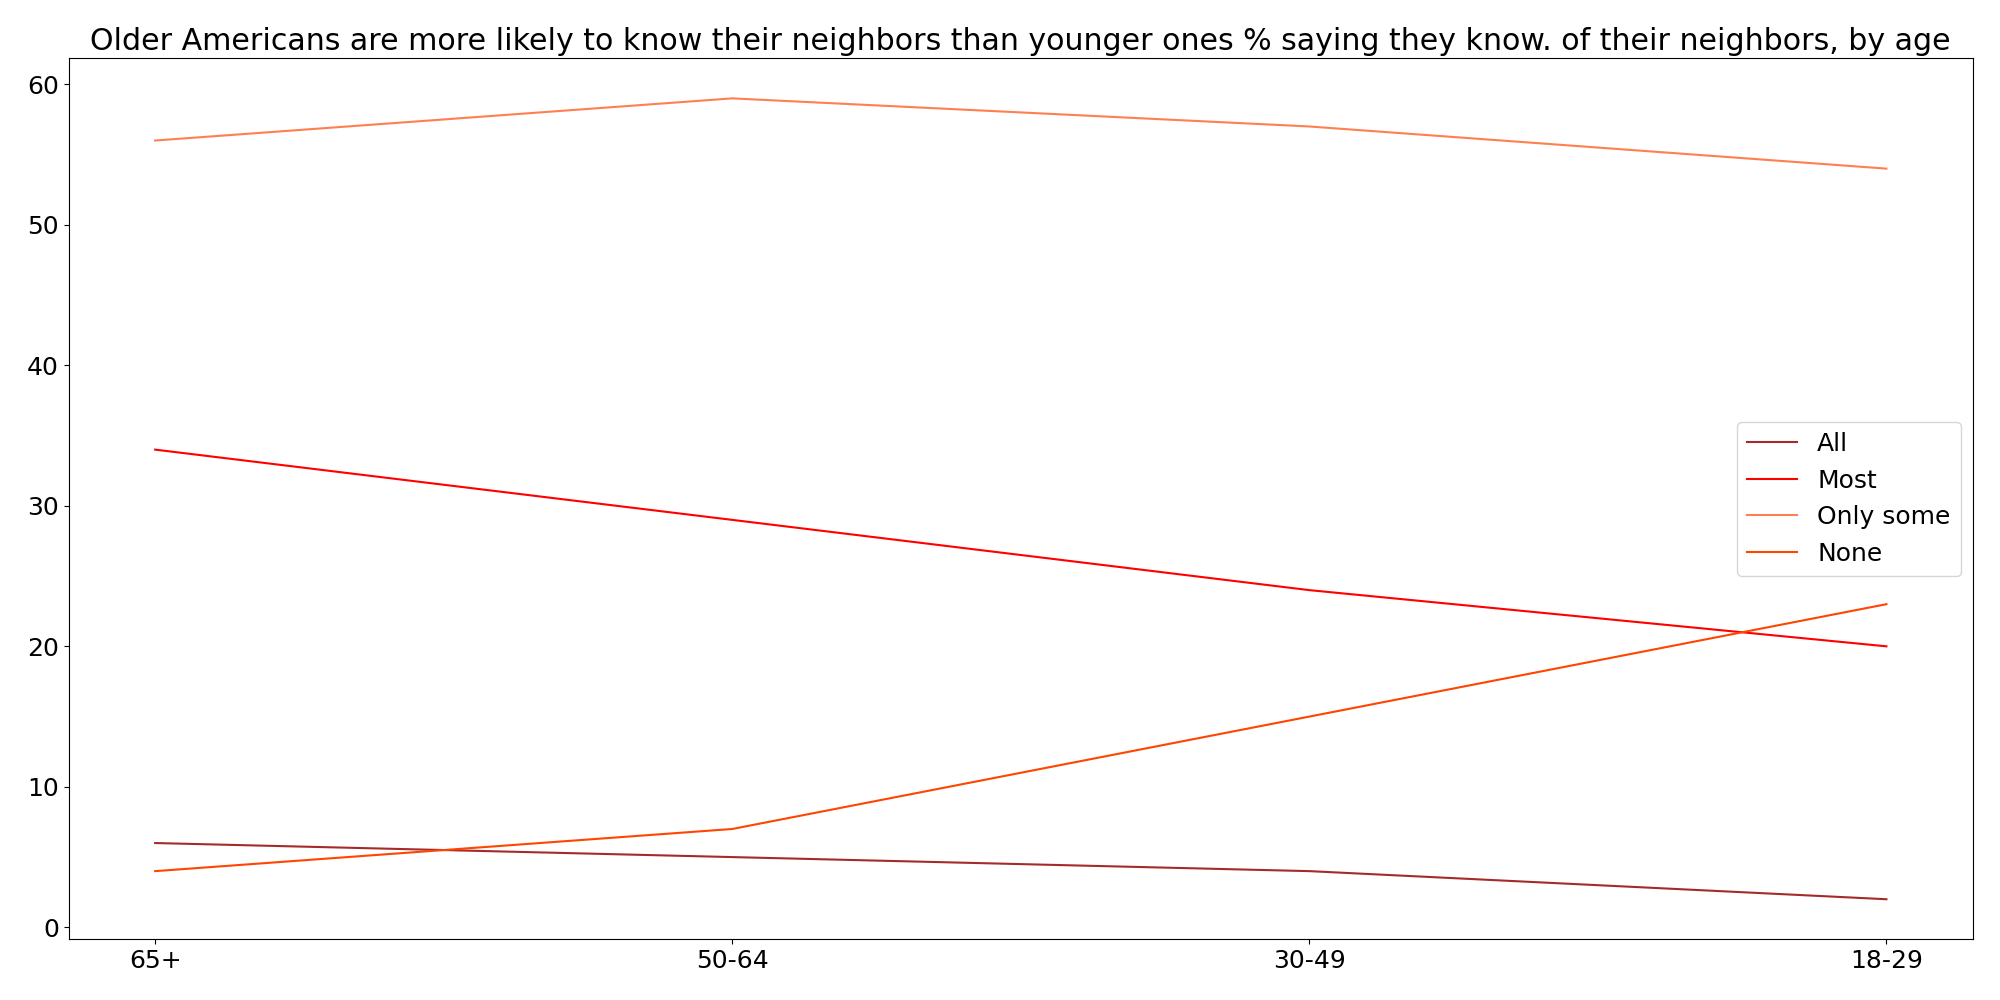 Older Americans are more likely to know their neighbors than younger ones % saying they know. of their neighbors, by age
60
50
40
30
20
10
0
All
Most
Only some
None
65+ 50-64 30-49 18-29